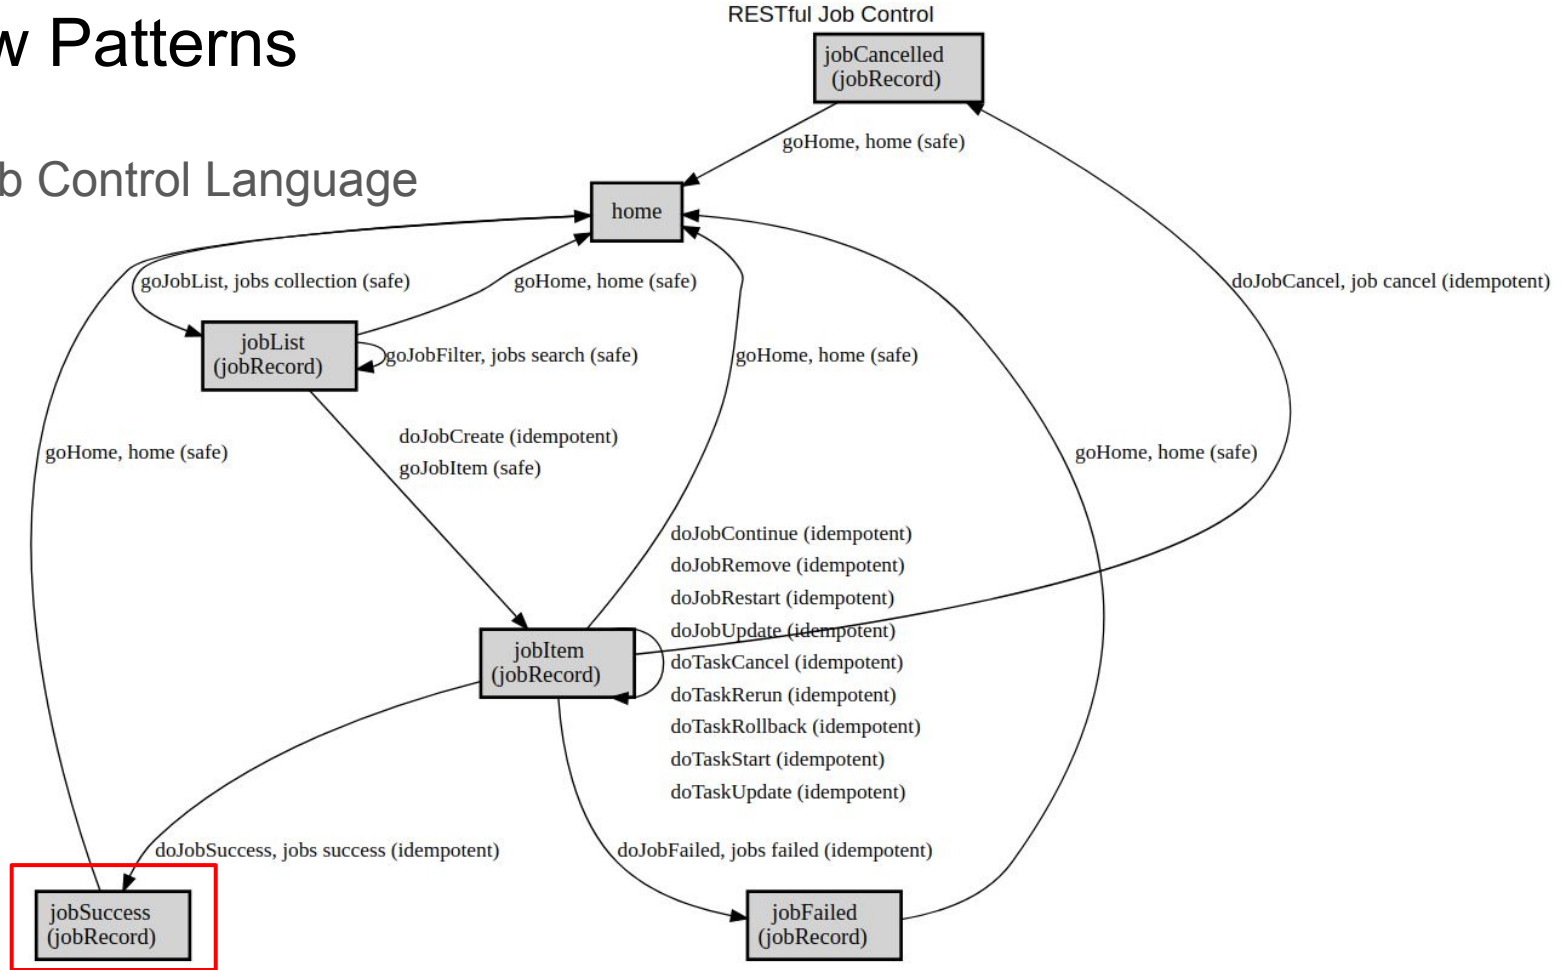 w Patterns
b Control Language
RESTful Job Control
jobCancelled
(jobRecord)
goHome, home (safe)
home
goJobList, jobs collection (safe)
goHome, home (safe)
doJobCancel, job cancel (idempotent)
jobList
(jobRecord)
goJobFilter, jobs search (safe)
goHome, home (safe)
doJobCreate (idempotent)
goJobItem (safe)
goHome, home (safe)
goHome, home (safe)
doJobContinue (idempotent)
doJobRemove (idempotent)
doJobRestart (idempotent)
doJobUpdate (idempotent)
doTaskCancel (idempotent)
doTaskRerun (idempotent)
doTaskRollback (idempotent)
doTaskStart (idempotent)
doTaskUpdate (idempotent)
jobItem
(jobRecord)
doJobSuccess, jobs success (idempotent)
doJobFailed, jobs failed (idempotent)
jobSuccess
(jobRecord)
jobFailed
(jobRecord)